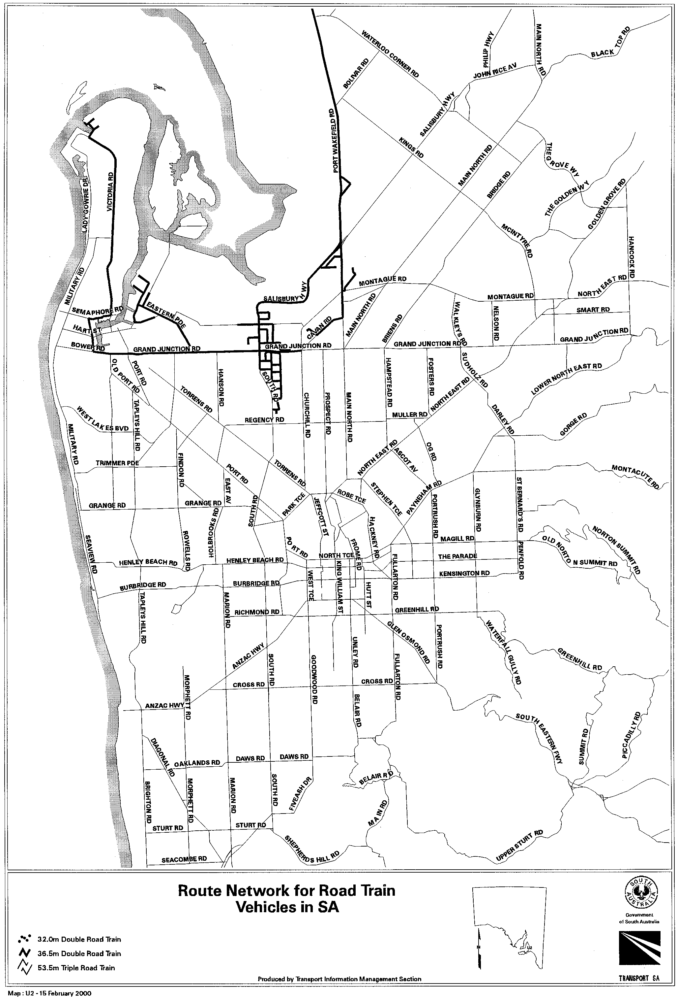 WATERLOO CORNER RD
BOLIVAR RD
PHILIP HWY
MAIN NORTH RD
BLACK TOP RD
JOHN RICE AV
SALISBURY HWY
PORT WAKEFIELD RD
KINGS RD
MAIN NORTH RD
BRIDGE RD
THE GROVE WY
THE GOLDEN WY
GOLDEN GROVE RD
LADY GOWRIE DR
VICTORIA RD
MCINTYRE RD
HANCOCK RD
MILITARY RD
MONTAGUE RD
NORTH EAST RD
SALISBURY HWY
MONTAGUE RD
SEMAPHORE RD
EASTERN PDE
MAIN NORTH RD
WALKLEYS RD
NELSON RD
SMART RD
HART ST
CAVAN RD
BRIENS RD
BOWER RD
GRAND JUNCTION RD
GRAND JUNCTION RD
GRAND JUNCTION RD
GRAND JUNCTION RD
OLD PORT RD
PORT RD
HANSON RD
SOUTH RD
HAMPSTEAD RD
FOSTERS RD
SUDHOLZ RD
LOWER NORTH EAST RD
TORRENS RD
CHURCHILL RD
PROSPECT RD
MAIN NORTH RD
NORTH EAST RD
WEST LAKES BVD
TAPLEYS HILL RD
REGENCY RD
MULLER RD
DARLEY RD
GORGE RD
MILITARY RD
TRIMMER PDE
FINDON RD
PORT RD
TORRENS RD
NORTH EAST RD
ASCOT AV
OG RD
MONTACUTE RD
EAST AV
PARK TCE
ROBE TCE
STEPHEN TCE
PAYNEHAM RD
GLYNBURN RD
ST BERNARD'S RD
GRANGE RD
GRANGE RD
HOLBROOKS RD
SOUTH RD
JEFFCOTT ST
HACKNEY RD
PORTRUSH RD
SEAVIEW RD
ROWELLS RD
PORT RD
FROME RD
MAGILL RD
PENFOLD RD
OLD NORTON SUMMIT RD
NORTON SUMMIT RD
HENLEY BEACH RD
HENLEY BEACH RD
NORTH TCE
THE PARADE
KENSINGTON RD
BURBRIDGE RD
BURBRIDGE RD
WEST TCE
KING WILLIAM ST
HUTT ST
FULLARTON RD
TAPLEYS HILL RD
MARION RD
RICHMOND RD
GREENHILL RD
GLEN OSMOND RD
PORTRUSH RD
WATERFALL GULLY RD
GREENHILL RD
ANZAC HWY
SOUTH RD
GOODWOOD RD
UNLEY RD
FULLARTON RD
CROSS RD
CROSS RD
MORPHETT RD
ANZAC HWY
BELAIR RD
SOUTH EASTERN FWY
SUMMIT RD
PICCADILLY RD
DIAGONAL RD
OAKLANDS RD
DAWS RD
DAWS RD
BELAIR RD
BRIGHTON RD
MORPHETT RD
MARION RD
SOUTH RD
FIVEASH DR
MAIN RD
STURT RD
STURT RD
SHEPHERDS HILL RD
UPPER STURT RD
SEACOMBE RD
Route Network for Road Train
Vehicles in SA
32.0m Double Road Train
36.5m Double Road Train
53.5m Triple Road Train
N
U2
SOUTH AUSTRALIA
Government
of South Australia
TRANSPORT SA
Produced by Transport Information Management Section
Map : U2 - 15 February 2000